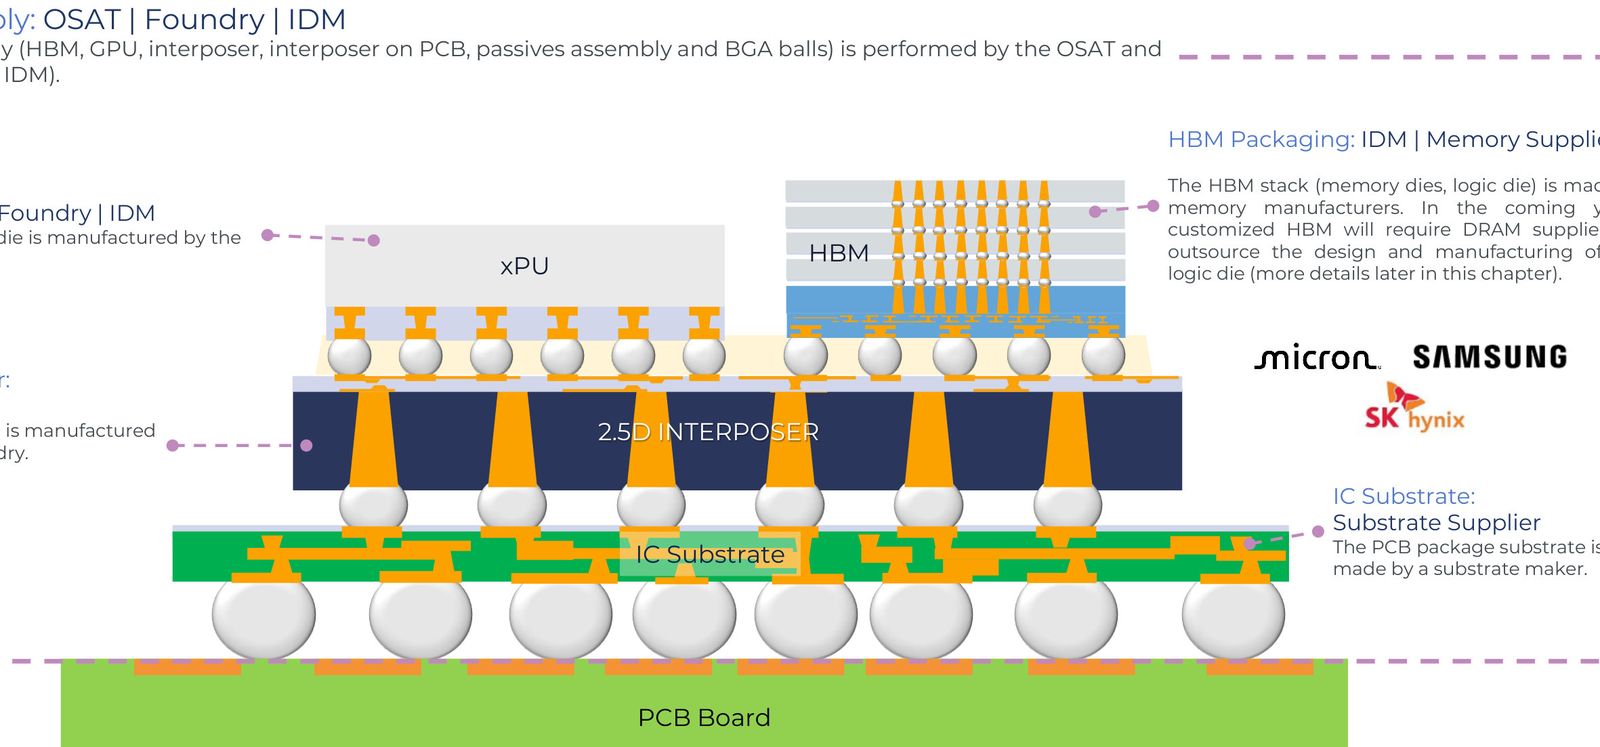 ly: OSAT | Foundry | IDM
y (HBM, GPU, interposer, interposer on PCB, passives assembly and BGA balls) is performed by the OSAT and
IDM).
HBM Packaging: IDM | Memory Supplie
The HBM stack (memory dies, logic die) is mad
memory manufacturers. In the coming y
customized HBM will require DRAM supplie
outsource the design and manufacturing of
logic die (more details later in this chapter).
Foundry | IDM
die is manufactured by the
xPU
HBM
micron
SAMSUNG
SK hynix
r:
is manufactured
dry.
2.5D INTERPOSER
IC Substrate:
Substrate Supplier
The PCB package substrate is
made by a substrate maker.
IC Substrate
PCB Board